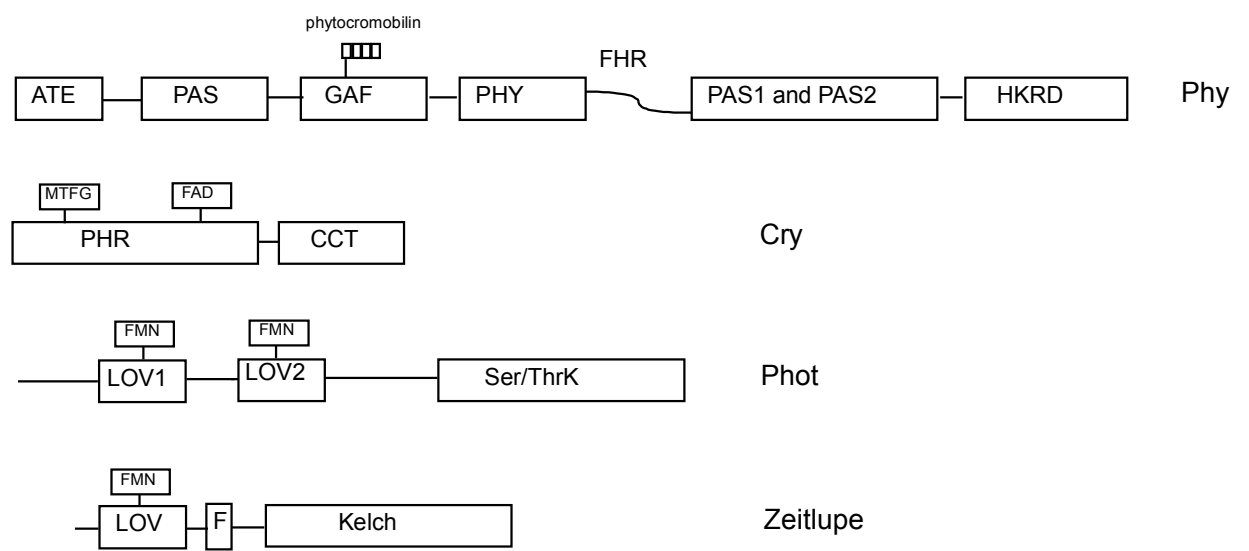 phytocromobilin
FHR
ATE PAS GAF PHY PAS1 and PAS2 HKRD Phy
MTFG FAD
PHR CCT Cry
FMN FMN
LOV1 LOV2 Ser/ThrK Phot
FMN
LOV F Kelch Zeitlupe